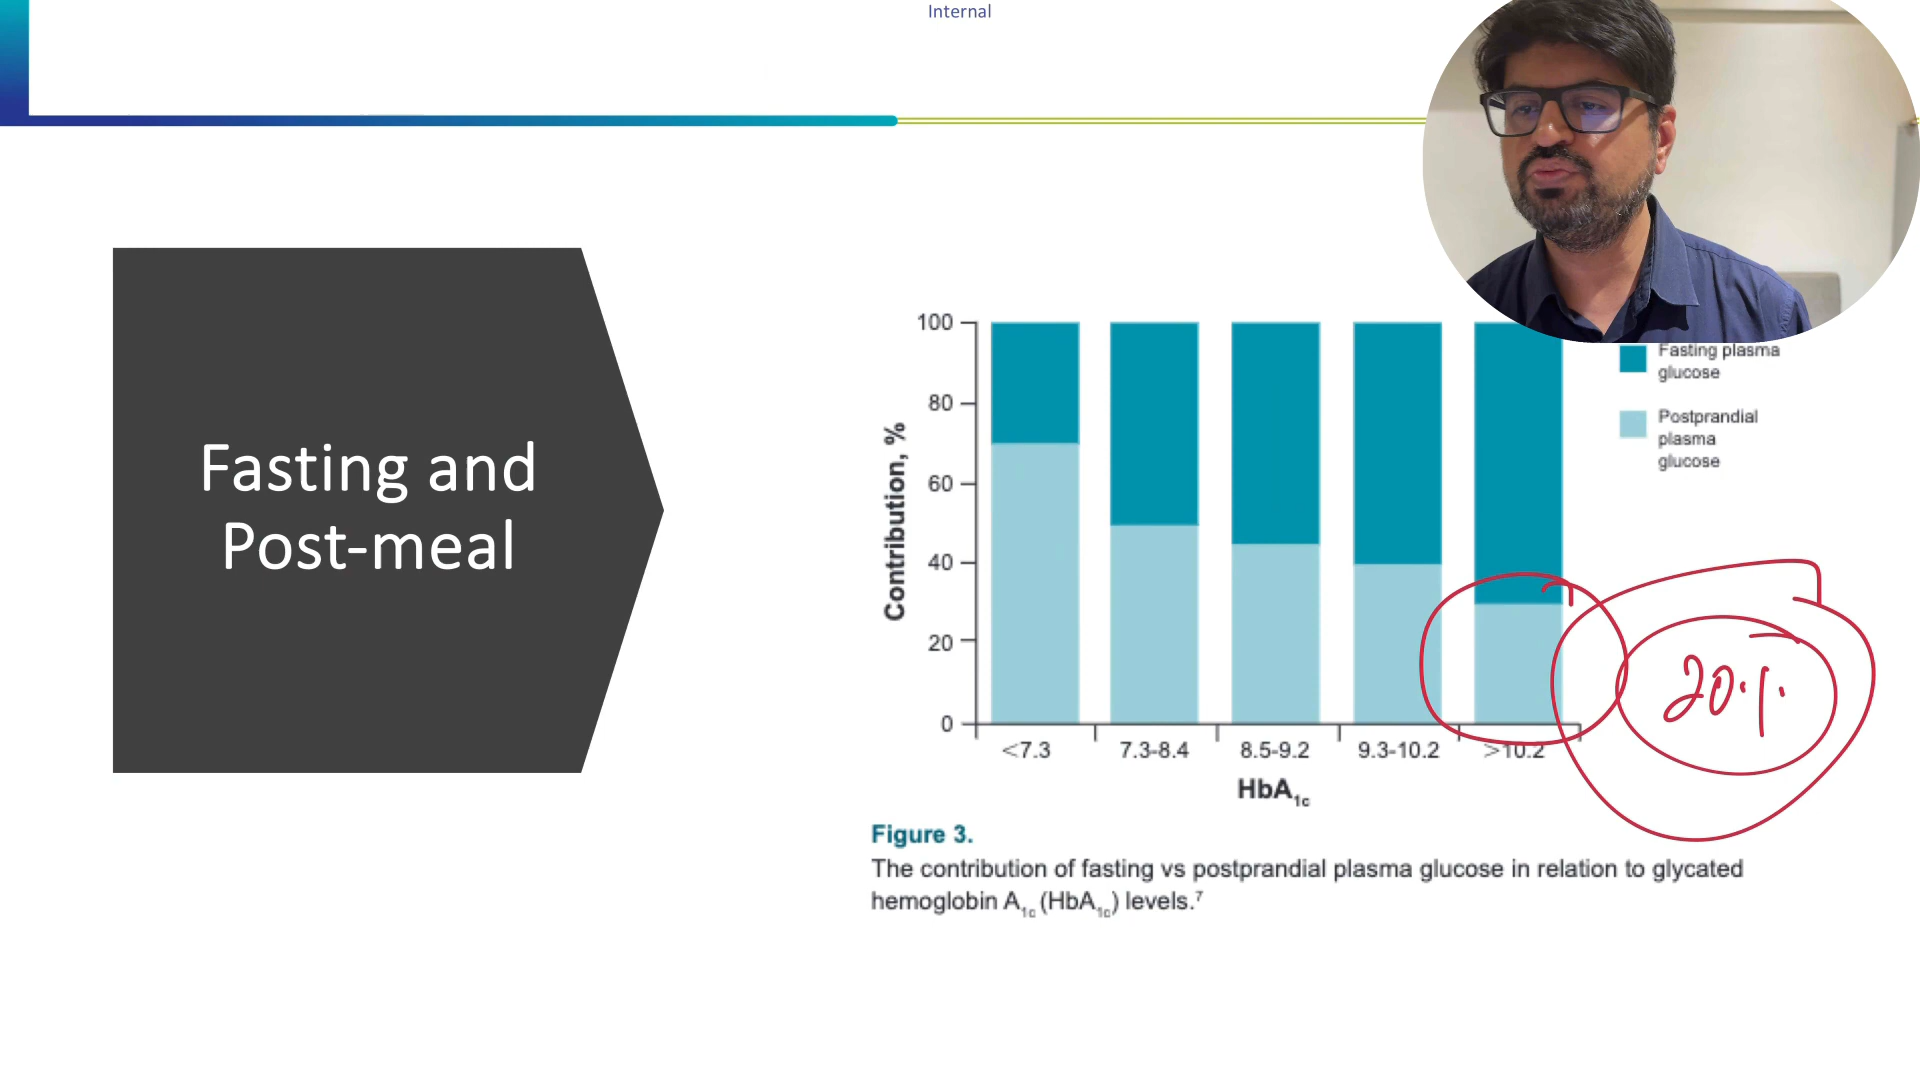 Internal
Fasting and
Post-meal
100
80
60
40
20
0
Contribution, %
<7.3
7.3-8.4
8.5-9.2
9.3-10.2
>10.2
HbA1c
Fasting plasma
glucose
Postprandial
plasma
glucose
20%
Figure 3.
The contribution of fasting vs postprandial plasma glucose in relation to glycated
hemoglobin A1c (HbA1c) levels.7